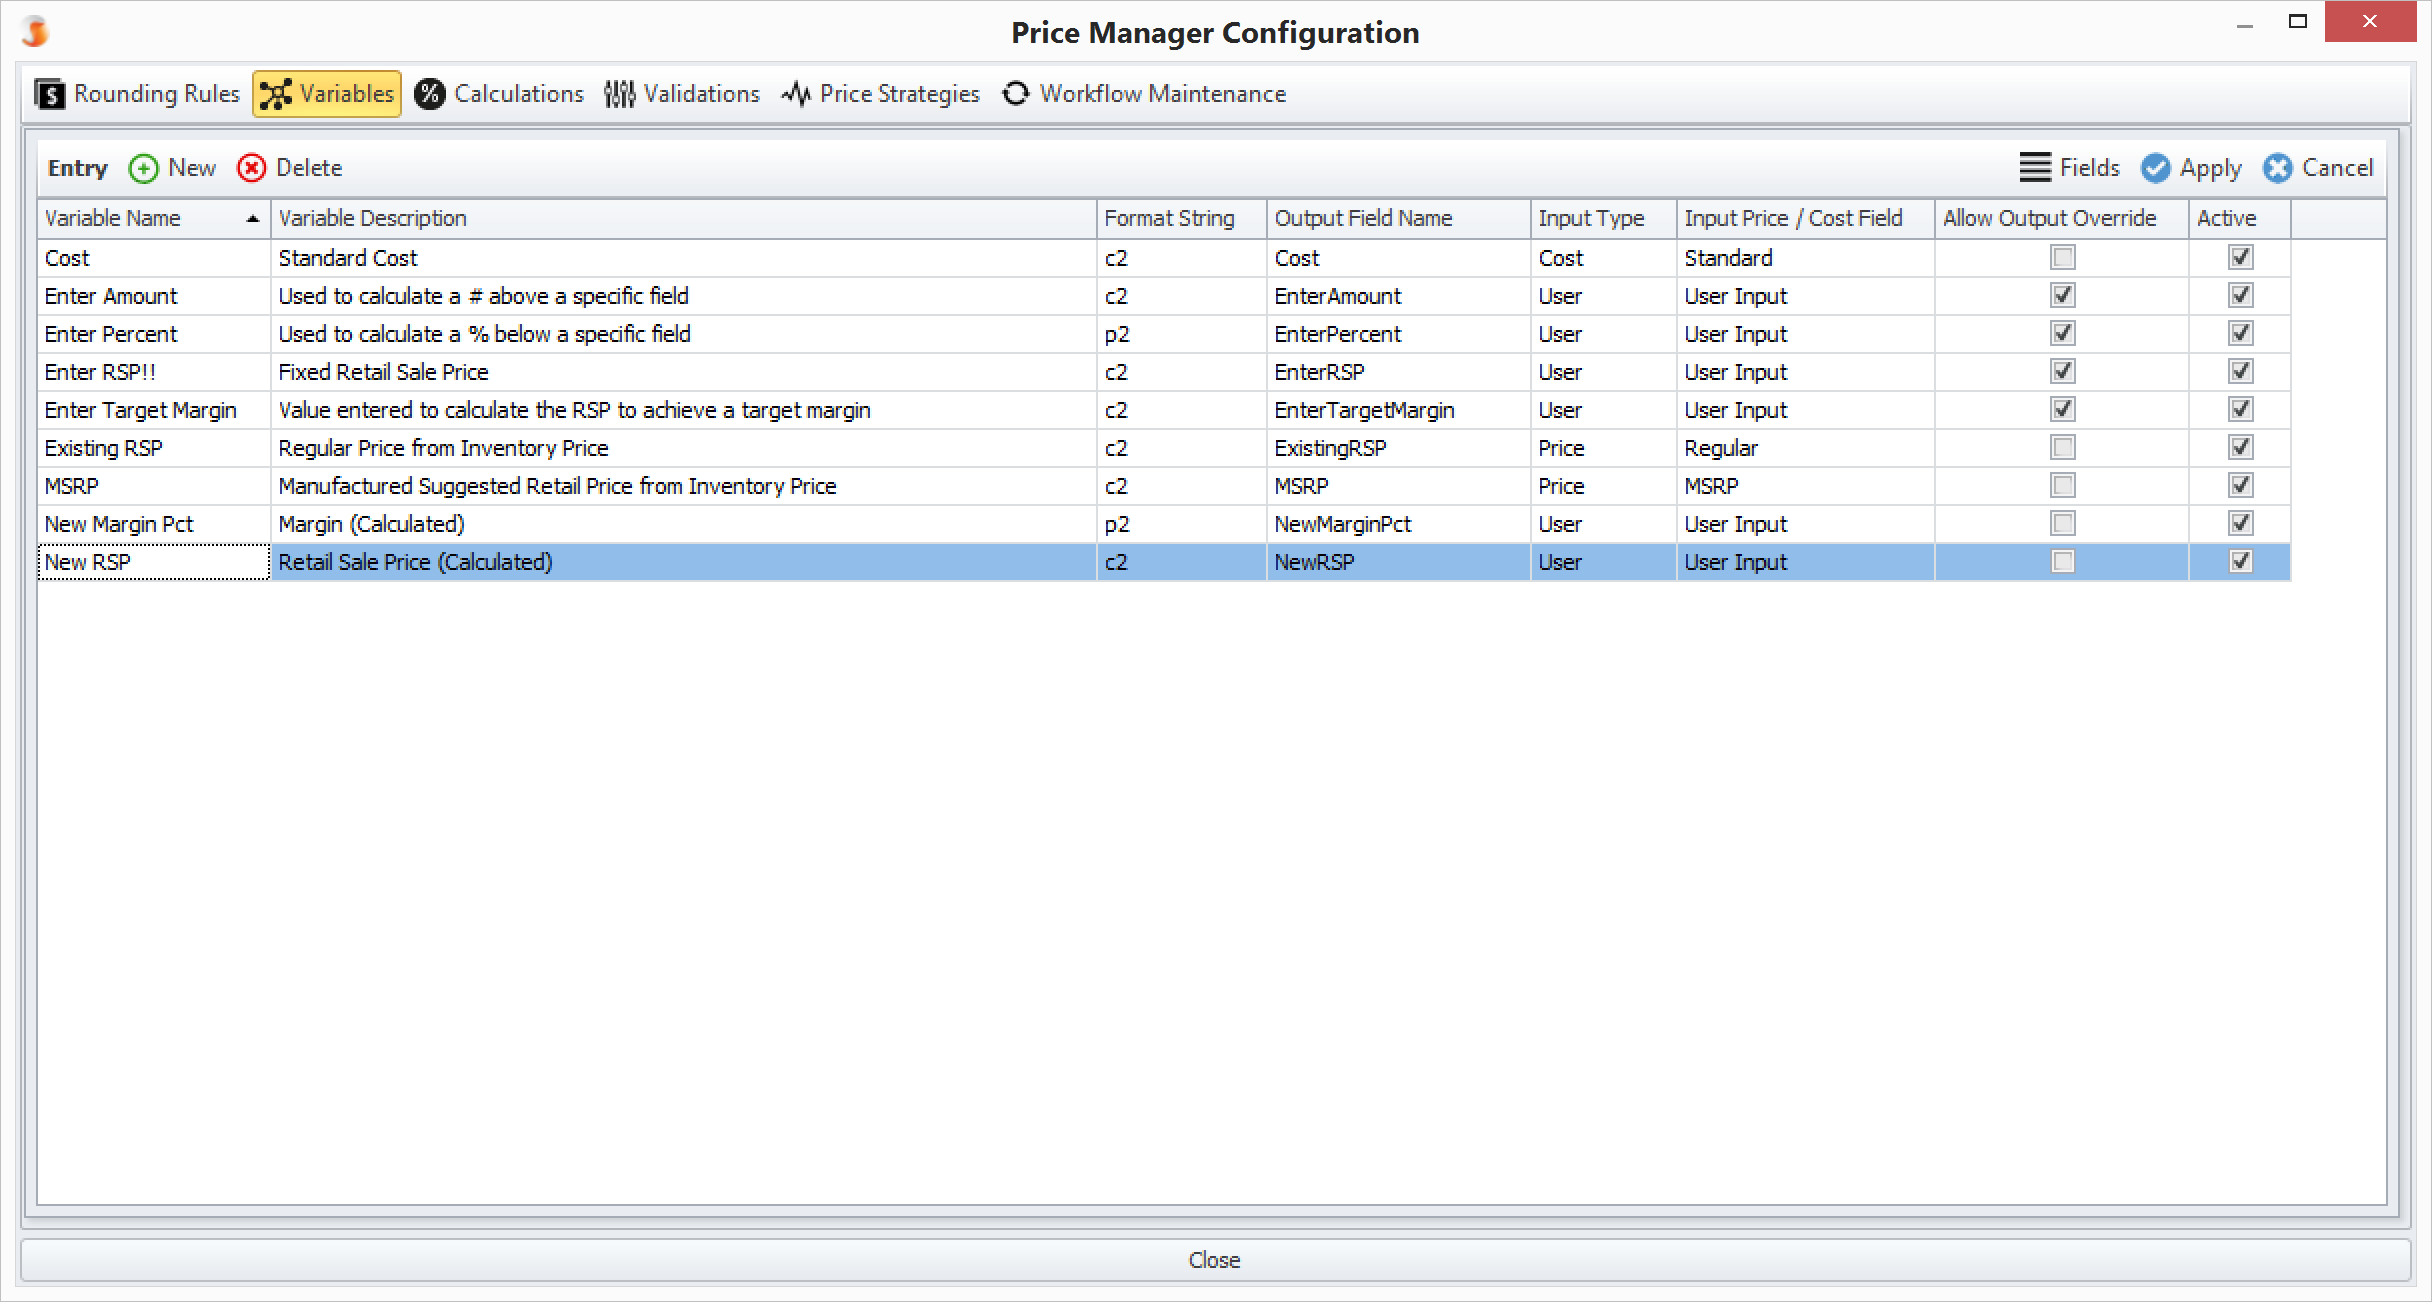 Price Manager Configuration
Rounding Rules Variables % Calculations Validations Price Strategies Workflow Maintenance
Entry New Delete Fields Apply Cancel
Variable Name Variable Description Format String Output Field Name Input Type Input Price / Cost Field Allow Output Override Active
Cost Standard Cost c2 Cost Cost Standard
Enter Amount Used to calculate a # above a specific field c2 EnterAmount User User Input
Enter Percent Used to calculate a % below a specific field p2 EnterPercent User User Input
Enter RSP!! Fixed Retail Sale Price c2 EnterRSP User User Input
Enter Target Margin Value entered to calculate the RSP to achieve a target margin c2 EnterTargetMargin User User Input
Existing RSP Regular Price from Inventory Price c2 ExistingRSP Price Regular
MSRP Manufactured Suggested Retail Price from Inventory Price c2 MSRP Price MSRP
New Margin Pct Margin (Calculated) p2 NewMarginPct User User Input
New RSP Retail Sale Price (Calculated) c2 NewRSP User User Input
Close